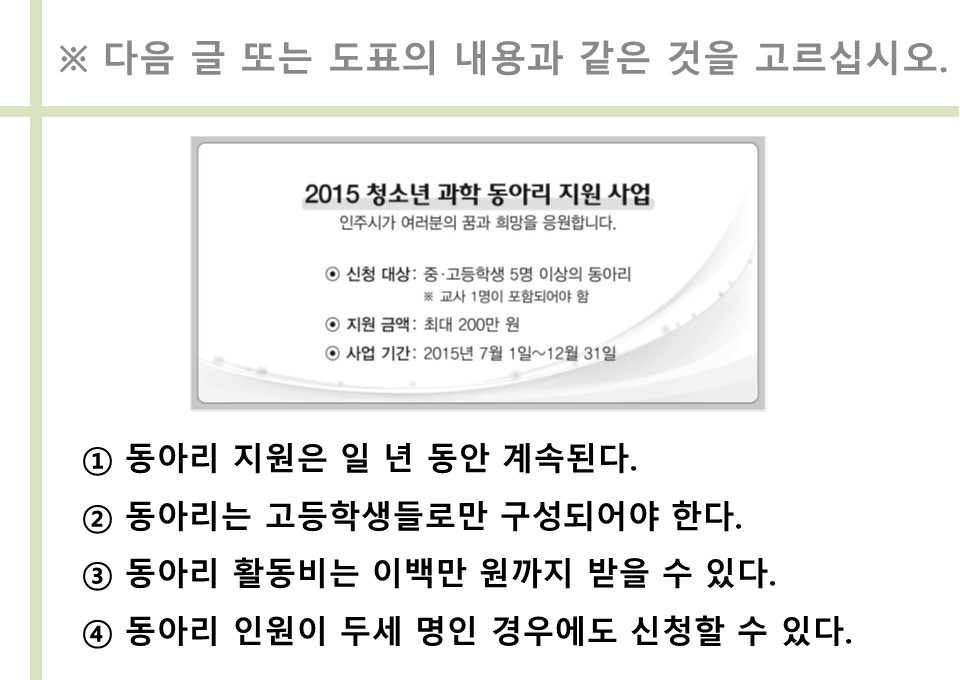 ※ 다음 글 또는 도표의 내용과 같은 것을 고르십시오.
2015 청소년 과학 동아리 지원 사업
인주시가 여러분의 꿈과 희망을 응원합니다.
⊙ 신청 대상: 중·고등학생 5명 이상의 동아리
※ 교사 1명이 포함되어야 함
⊙ 지원 금액: 최대 200만 원
⊙ 사업 기간: 2015년 7월 1일~12월 31일
① 동아리 지원은 일 년 동안 계속된다.
② 동아리는 고등학생들로만 구성되어야 한다.
③ 동아리 활동비는 이백만 원까지 받을 수 있다.
④ 동아리 인원이 두세 명인 경우에도 신청할 수 있다.